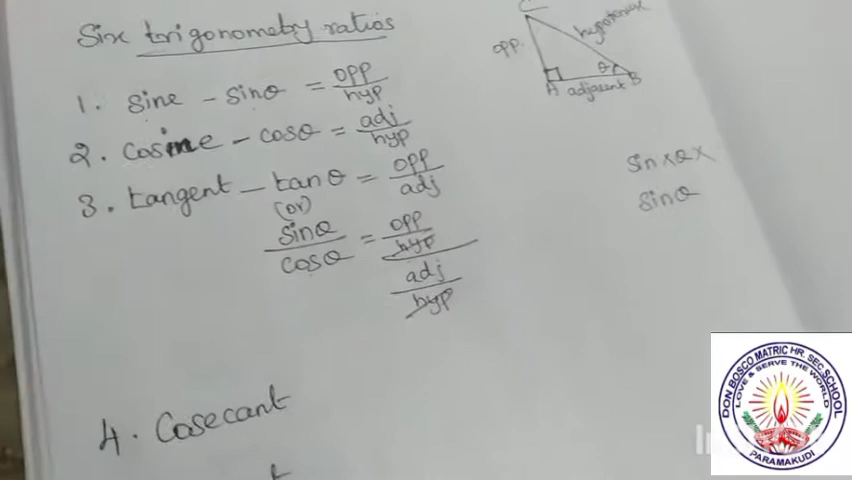 Six trigonometry ratios
C
opp.
hypotenuse
θ
A adjacent B
1. Sine - sinθ = opp/hyp
2. cosine - cosθ = adj/hyp
3. tangent - tanθ = opp/adj
(or)
sinθ/cosθ = opp/hyp / adj/hyp
sin x θ x
sinθ
4. Cosecant
DON BOSCO MATRIC HR. SEC SCHOOL
LOVE & SERVE THE WORLD
PARAMAKUDI